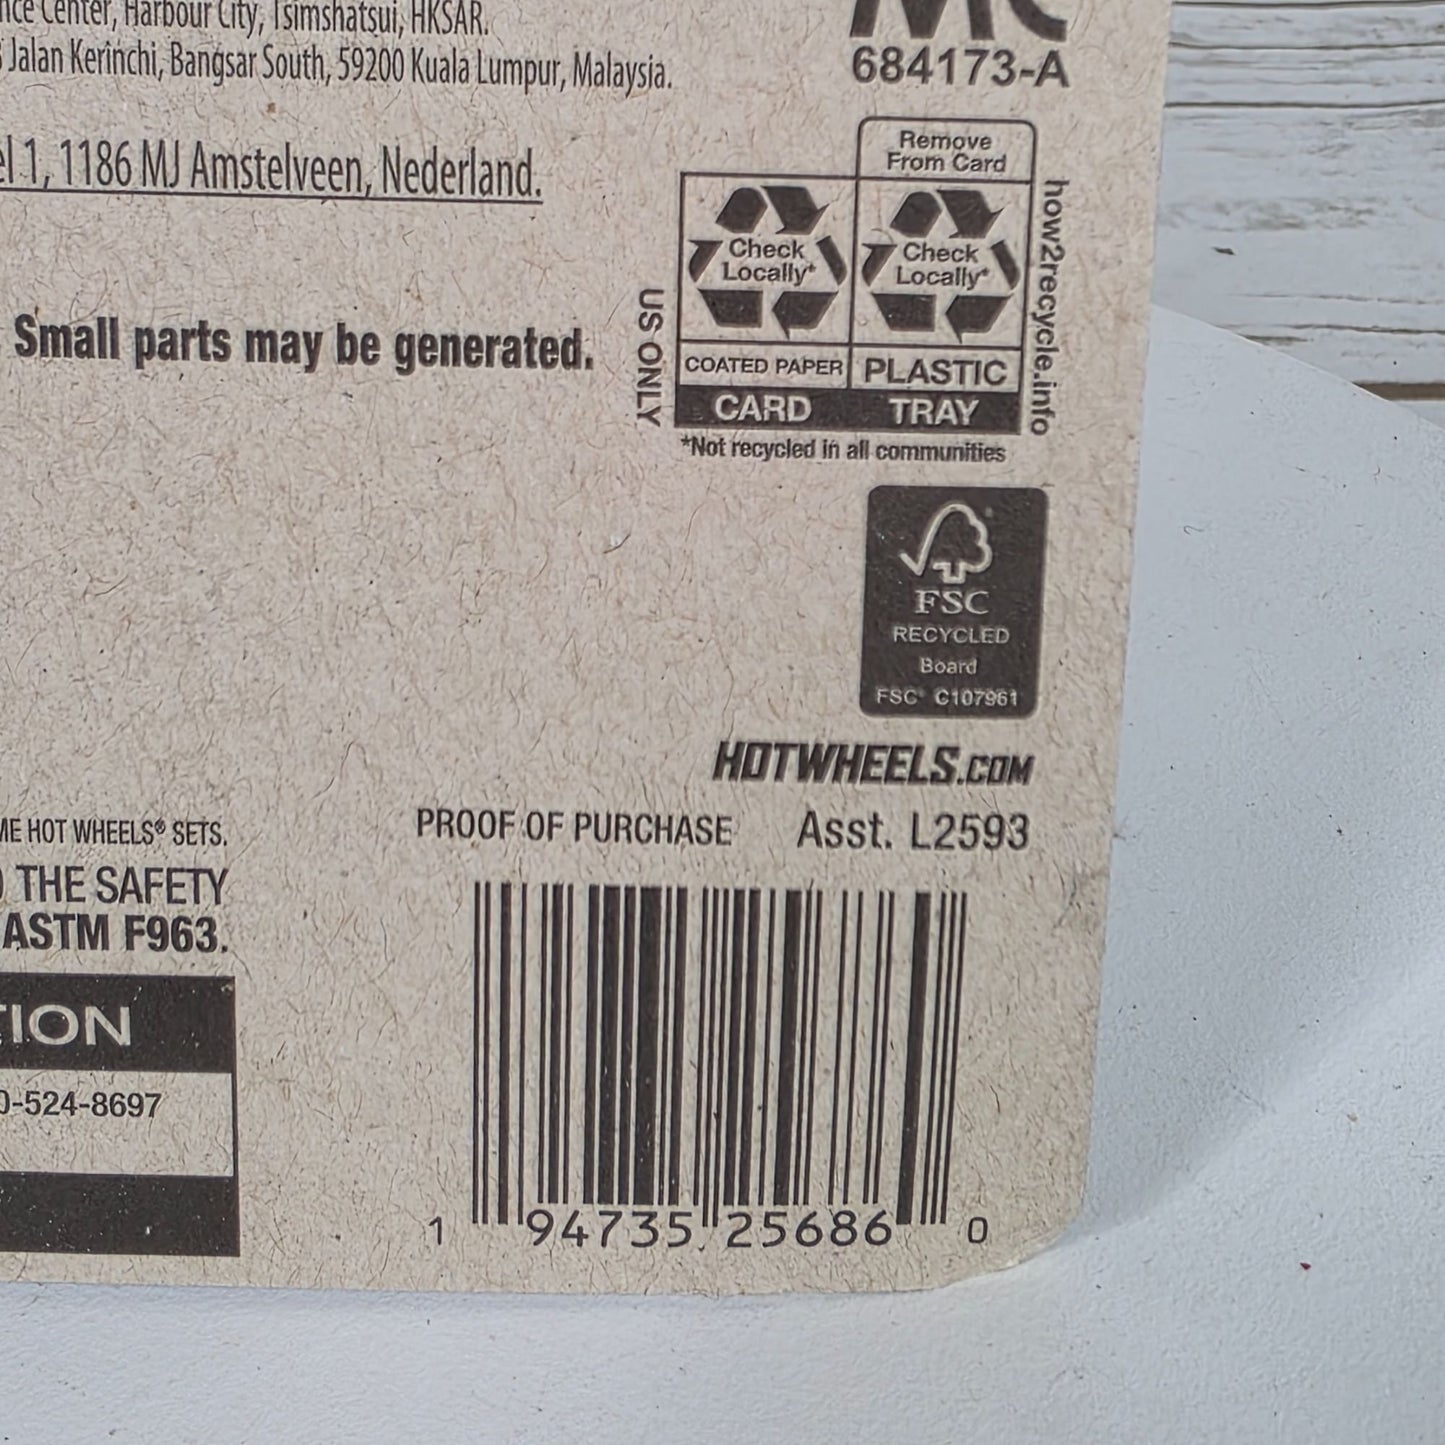 Center, Harbour City, Tsimshatsui, HKSAR.
Jalan Kerinchi, Bangsar South, 59200 Kuala Lumpur, Malaysia.
684173-A
1, 1186 MJ Amstelveen, Nederland.
Remove
From Card
Check
Locally*
Check
Locally*
how2recycle.info
US ONLY
COATED PAPER
PLASTIC
CARD
TRAY
*Not recycled in all communities
Small parts may be generated.
FSC
RECYCLED
Board
FSC® C107961
HOTWHEELS.COM
PROOF OF PURCHASE Asst. L2593
HOT WHEELS® SETS.
THE SAFETY
ASTM F963.
TION
0-524-8697
1 94735 25686 0